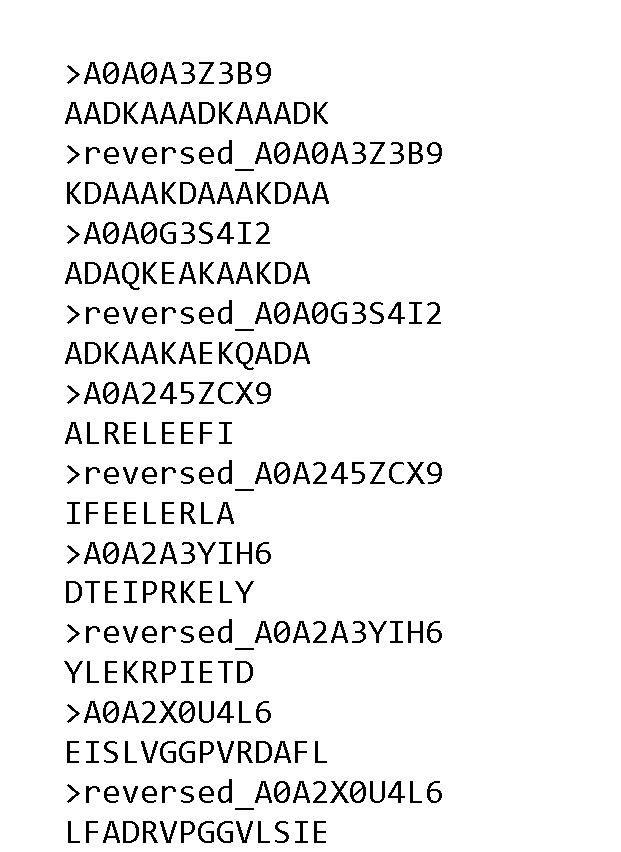 >A0A0A3Z3B9
AADKAAADKAAADK
>reversed_A0A0A3Z3B9
KDAAAKDAAAKDAA
>A0A0G3S4I2
ADAQKEAKAAKDA
>reversed_A0A0G3S4I2
ADKAAKAEKQADA
>A0A245ZCX9
ALRELEEFI
>reversed_A0A245ZCX9
IFEELERLA
>A0A2A3YIH6
DTEIPRKELY
>reversed_A0A2A3YIH6
YLEKRPIETD
>A0A2X0U4L6
EISLVGGPVRDAFL
>reversed_A0A2X0U4L6
LFADRVPGGVLSIE